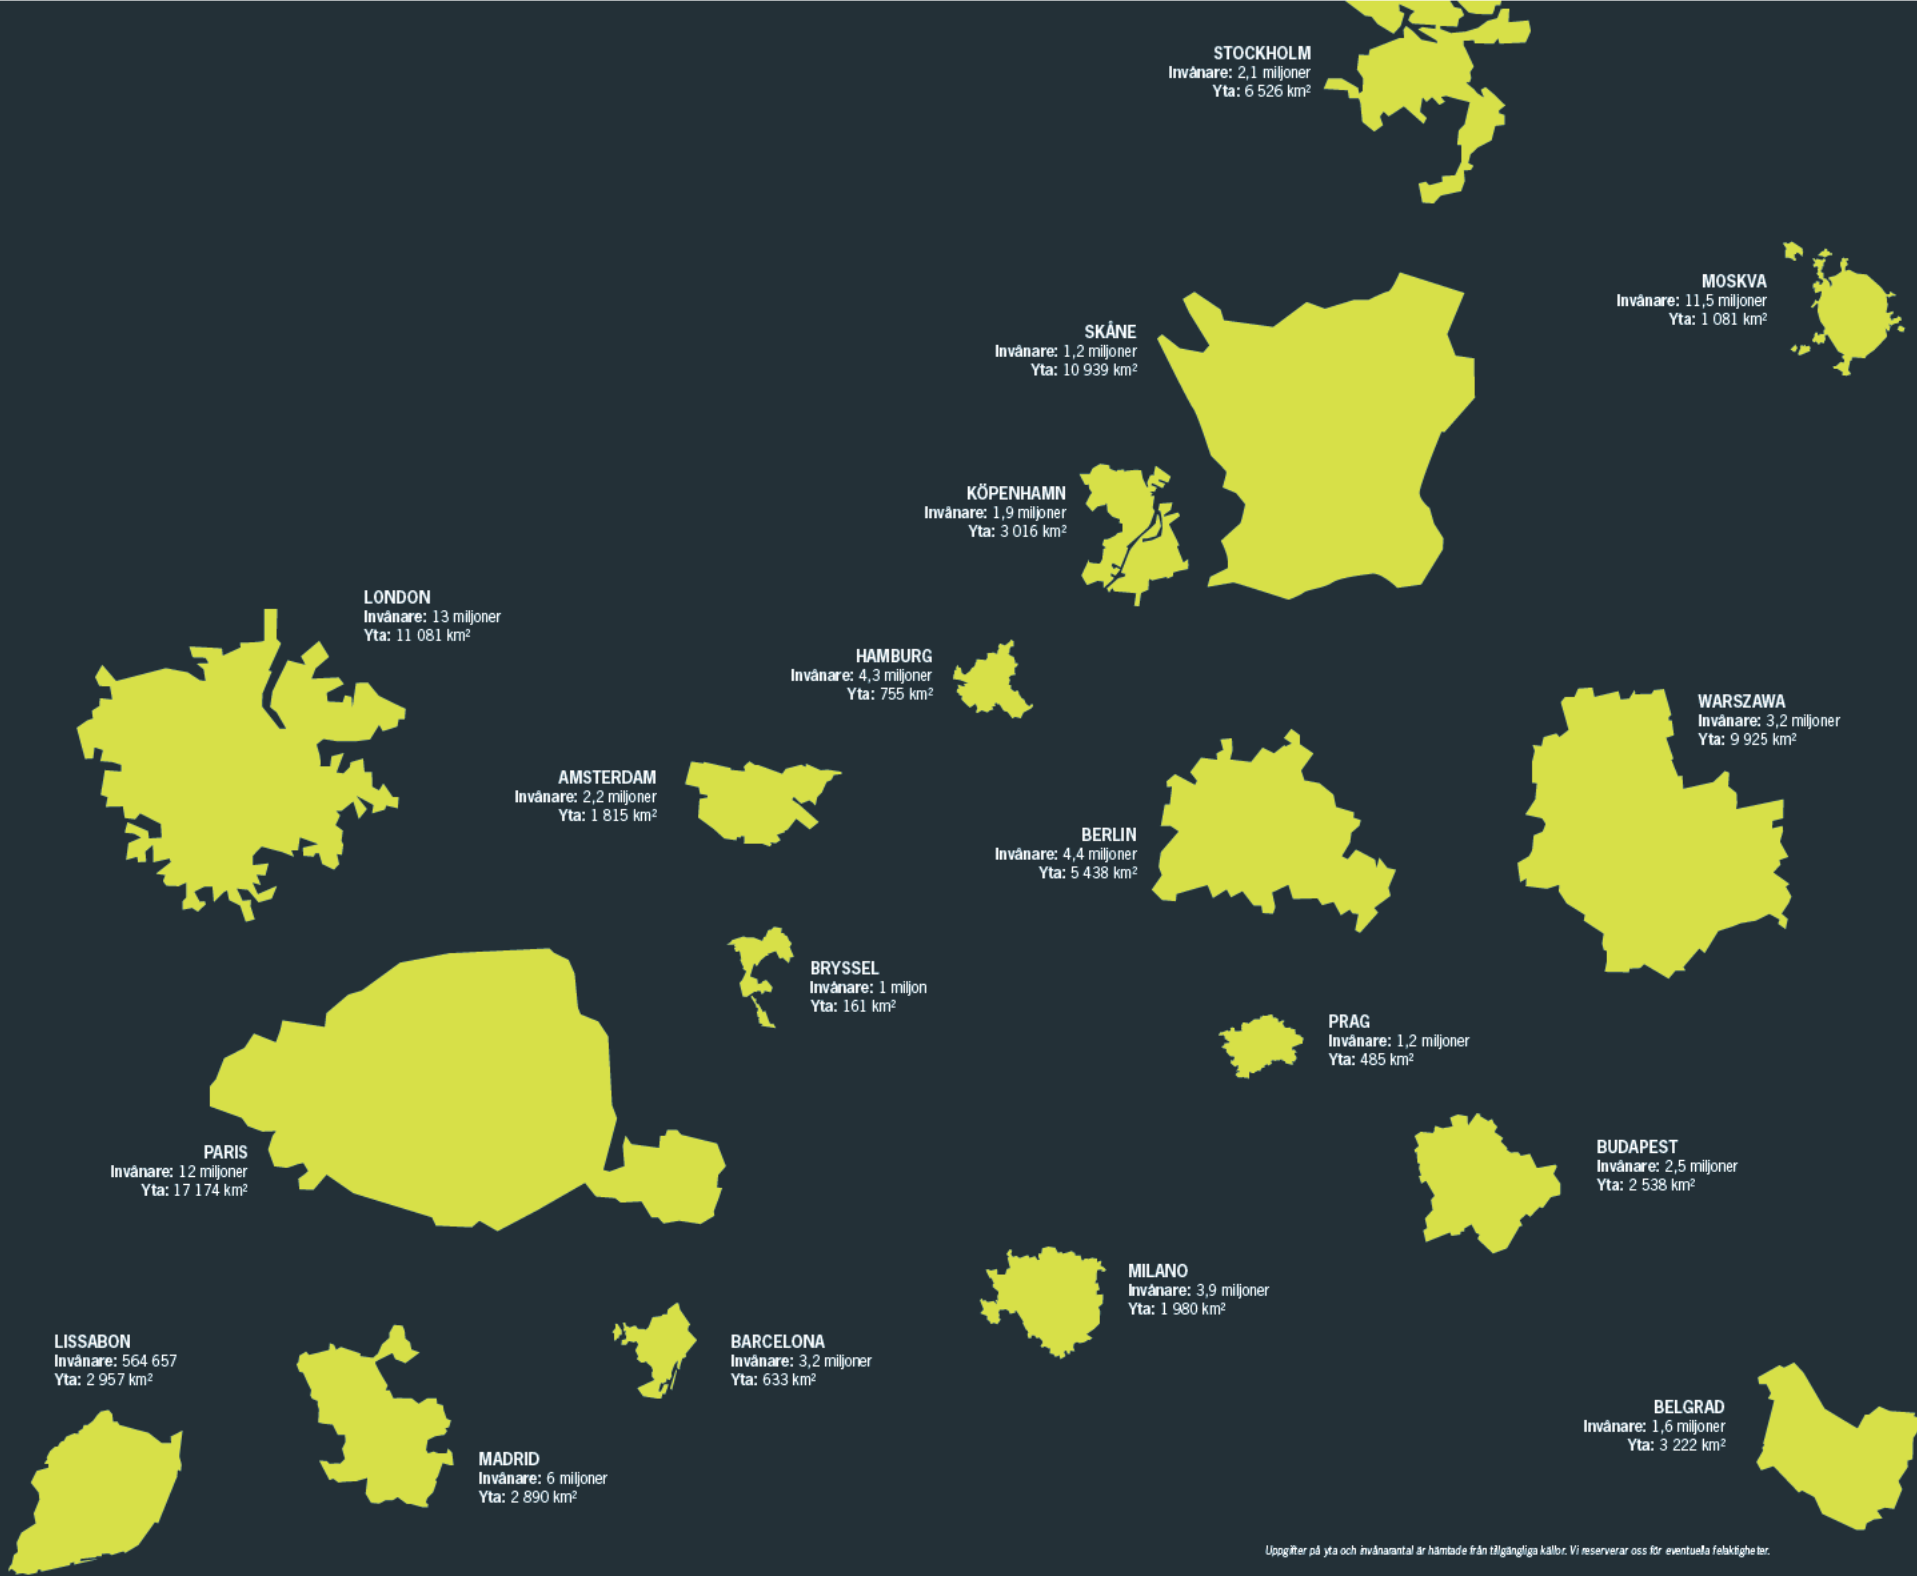 STOCKHOLM
Invånare: 2,1 miljoner
Yta: 6 526 km²
MOSKVA
Invånare: 11,5 miljoner
Yta: 1 081 km²
SKÅNE
Invånare: 1,2 miljoner
Yta: 10 939 km²
KÖPENHAMN
Invånare: 1,9 miljoner
Yta: 3 016 km²
LONDON
Invånare: 13 miljoner
Yta: 11 081 km²
HAMBURG
Invånare: 4,3 miljoner
Yta: 755 km²
WARSZAWA
Invånare: 3,2 miljoner
Yta: 9 925 km²
AMSTERDAM
Invånare: 2,2 miljoner
Yta: 1 815 km²
BERLIN
Invånare: 4,4 miljoner
Yta: 5 438 km²
BRYSSEL
Invånare: 1 miljon
Yta: 161 km²
PRAG
Invånare: 1,2 miljoner
Yta: 485 km²
PARIS
Invånare: 12 miljoner
Yta: 17 174 km²
BUDAPEST
Invånare: 2,5 miljoner
Yta: 2 538 km²
MILANO
Invånare: 3,9 miljoner
Yta: 1 980 km²
LISSABON
Invånare: 564 657
Yta: 2 957 km²
BARCELONA
Invånare: 3,2 miljoner
Yta: 633 km²
BELGRAD
Invånare: 1,6 miljoner
Yta: 3 222 km²
MADRID
Invånare: 6 miljoner
Yta: 2 890 km²
Uppgifter på yta och invånarantal är hämtade från tillgängliga källor. Vi reserverar oss för eventuella felaktigheter.